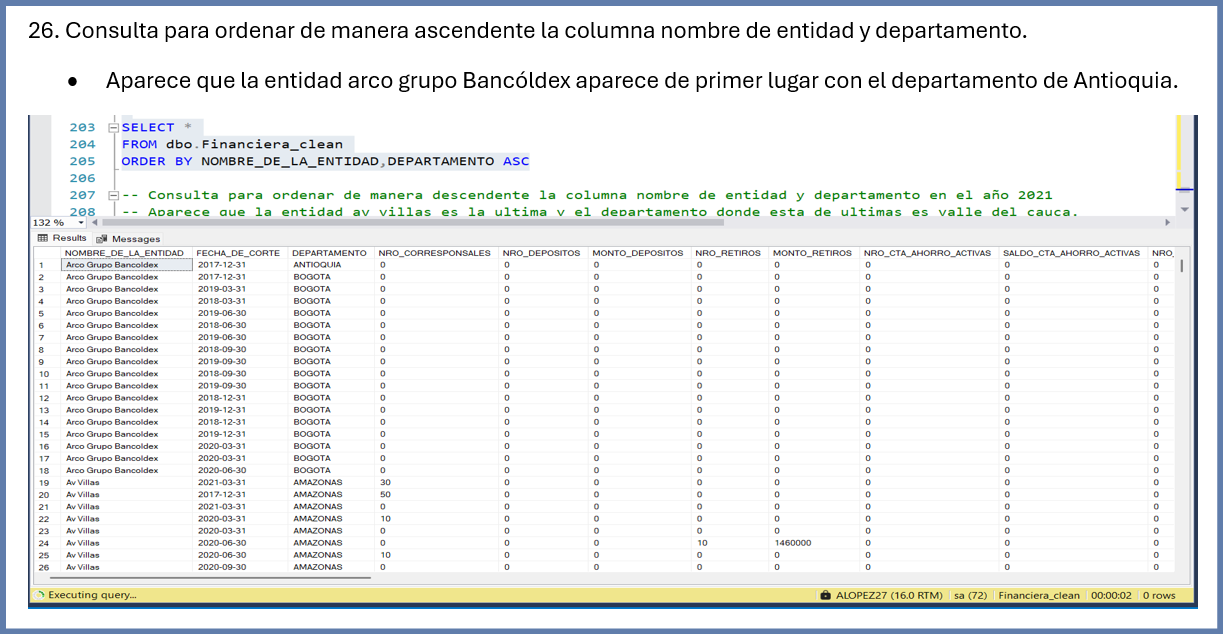 26. Consulta para ordenar de manera ascendente la columna nombre de entidad y departamento.
• Aparece que la entidad arco grupo Bancóldex aparece de primer lugar con el departamento de Antioquia.
203 SELECT *
204 FROM dbo.Financiera_clean
205 ORDER BY NOMBRE_DE_LA_ENTIDAD,DEPARTAMENTO ASC
206
207 -- Consulta para ordenar de manera descendente la columna nombre de entidad y departamento en el año 2021
208 -- Aparece que la entidad av villas es la ultima y el departamento donde esta de ultimas es valle del cauca.
132 %
Results Messages
NOMBRE_DE_LA_ENTIDAD FECHA_DE_CORTE DEPARTAMENTO NRO_CORRESPONSALES NRO_DEPOSITOS MONTO_DEPOSITOS NRO_RETIROS MONTO_RETIROS NRO_CTA_AHORRO_ACTIVAS SALDO_CTA_AHORRO_ACTIVAS NRO_
1 Arco Grupo Bancoldex 2017-12-31 ANTIOQUIA 0 0 0 0 0 0 0 0
2 Arco Grupo Bancoldex 2017-12-31 BOGOTA 0 0 0 0 0 0 0 0
3 Arco Grupo Bancoldex 2019-03-31 BOGOTA 0 0 0 0 0 0 0 0
4 Arco Grupo Bancoldex 2018-03-31 BOGOTA 0 0 0 0 0 0 0 0
5 Arco Grupo Bancoldex 2019-06-30 BOGOTA 0 0 0 0 0 0 0 0
6 Arco Grupo Bancoldex 2018-06-30 BOGOTA 0 0 0 0 0 0 0 0
7 Arco Grupo Bancoldex 2019-06-30 BOGOTA 0 0 0 0 0 0 0 0
8 Arco Grupo Bancoldex 2018-09-30 BOGOTA 0 0 0 0 0 0 0 0
9 Arco Grupo Bancoldex 2019-09-30 BOGOTA 0 0 0 0 0 0 0 0
10 Arco Grupo Bancoldex 2018-09-30 BOGOTA 0 0 0 0 0 0 0 0
11 Arco Grupo Bancoldex 2019-09-30 BOGOTA 0 0 0 0 0 0 0 0
12 Arco Grupo Bancoldex 2018-12-31 BOGOTA 0 0 0 0 0 0 0 0
13 Arco Grupo Bancoldex 2019-12-31 BOGOTA 0 0 0 0 0 0 0 0
14 Arco Grupo Bancoldex 2018-12-31 BOGOTA 0 0 0 0 0 0 0 0
15 Arco Grupo Bancoldex 2019-12-31 BOGOTA 0 0 0 0 0 0 0 0
16 Arco Grupo Bancoldex 2020-03-31 BOGOTA 0 0 0 0 0 0 0 0
17 Arco Grupo Bancoldex 2020-03-31 BOGOTA 0 0 0 0 0 0 0 0
18 Arco Grupo Bancoldex 2020-06-30 BOGOTA 0 0 0 0 0 0 0 0
19 Av Villas 2021-03-31 AMAZONAS 30 0 0 0 0 0 0 0
20 Av Villas 2017-12-31 AMAZONAS 50 0 0 0 0 0 0 0
21 Av Villas 2021-03-31 AMAZONAS 0 0 0 0 0 0 0 0
22 Av Villas 2020-03-31 AMAZONAS 10 0 0 0 0 0 0 0
23 Av Villas 2020-03-31 AMAZONAS 0 0 0 0 0 0 0 0
24 Av Villas 2020-06-30 AMAZONAS 0 0 0 10 1460000 0 0 0
25 Av Villas 2020-06-30 AMAZONAS 10 0 0 0 0 0 0 0
26 Av Villas 2020-09-30 AMAZONAS 0 0 0 0 0 0 0 0
Executing query... ALOPEZ27 (16.0 RTM) sa (72) Financiera_clean 00:00:02 0 rows